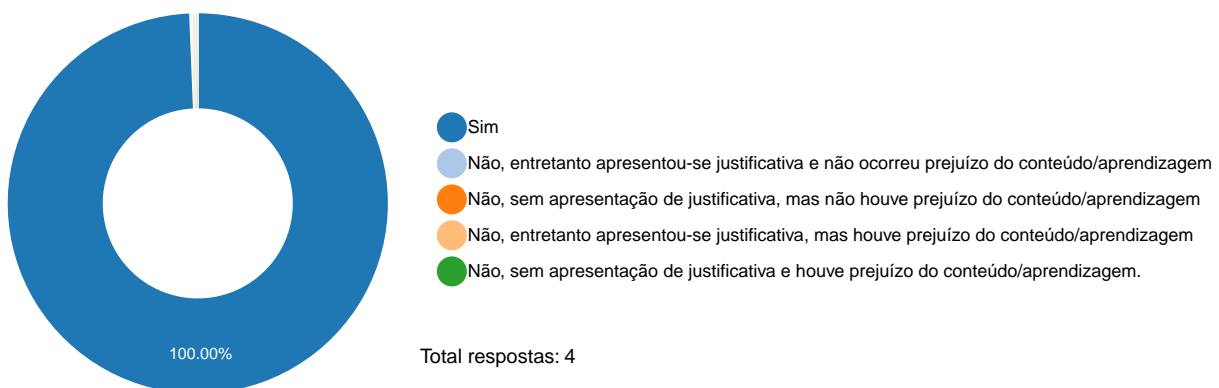 Sim
Não, entretanto apresentou-se justificativa e não ocorreu prejuízo do conteúdo/aprendizagem
Não, sem apresentação de justificativa, mas não houve prejuízo do conteúdo/aprendizagem
Não, entretanto apresentou-se justificativa, mas houve prejuízo do conteúdo/aprendizagem
Não, sem apresentação de justificativa e houve prejuízo do conteúdo/aprendizagem.
100.00%
Total respostas: 4